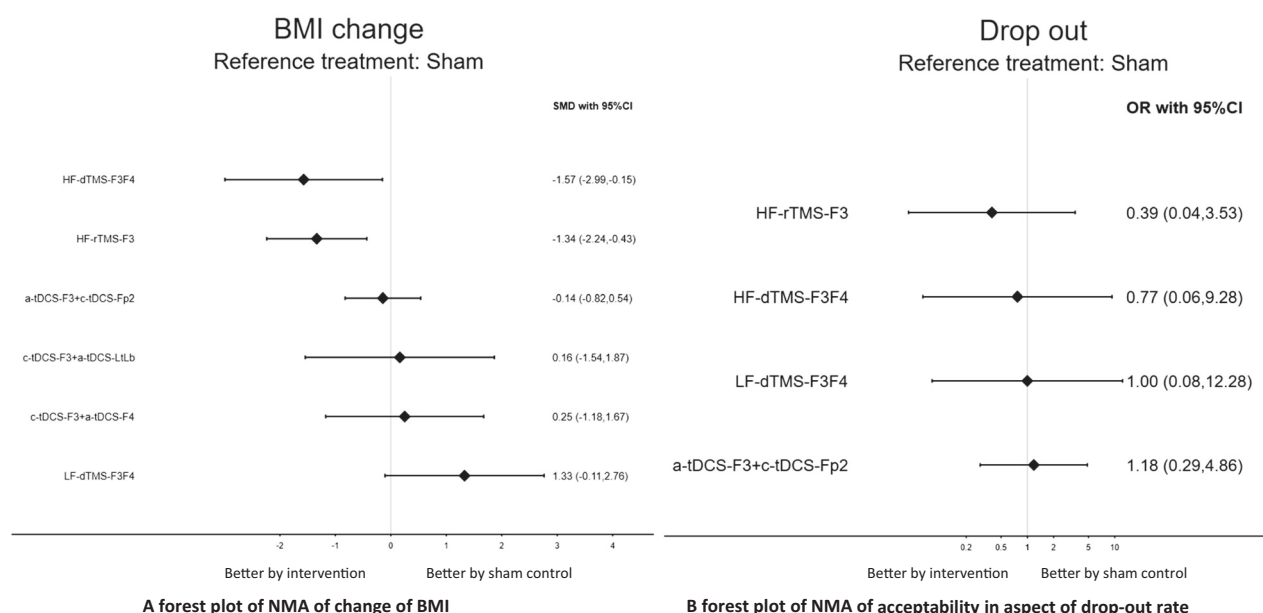 BMI change
Reference treatment: Sham
SMD with 95%CI
HF-dTMS-F3F4 -1.57 (-2.99,-0.15)
HF-rTMS-F3 -1.34 (-2.24,-0.43)
a-tDCS-F3+c-tDCS-Fp2 -0.14 (-0.82,0.54)
c-tDCS-F3+a-tDCS-LtLb 0.16 (-1.54,1.87)
c-tDCS-F3+a-tDCS-F4 0.25 (-1.18,1.67)
LF-dTMS-F3F4 1.33 (-0.11,2.76)
-2 -1 0 1 2 3 4
Better by intervention Better by sham control
A forest plot of NMA of change of BMI
Drop out
Reference treatment: Sham
OR with 95%CI
HF-rTMS-F3 0.39 (0.04,3.53)
HF-dTMS-F3F4 0.77 (0.06,9.28)
LF-dTMS-F3F4 1.00 (0.08,12.28)
a-tDCS-F3+c-tDCS-Fp2 1.18 (0.29,4.86)
0.2 0.5 1 2 5 10
Better by intervention Better by sham control
B forest plot of NMA of acceptability in aspect of drop-out rate